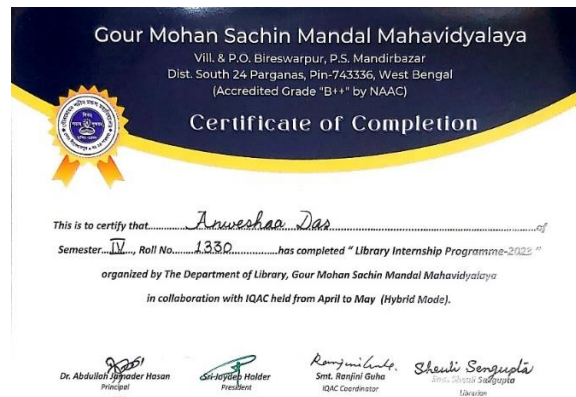 Gour Mohan Sachin Mandal Mahavidyalaya
Vill. & P.O. Bireswarpur, P.S. Mandirbazar
Dist. South 24 Parganas, Pin-743336, West Bengal
(Accredited Grade "B++" by NAAC)
Certificate of Completion
This is to certify that Anweshaa Das of
Semester IV, Roll No. 1330 has completed " Library Internship Programme-2023 "
organized by The Department of Library, Gour Mohan Sachin Mandal Mahavidyalaya
in collaboration with IQAC held from April to May (Hybrid Mode).
Ranjini Guha. Sheuli Sengupta
Dr. Abdullah Jamader Hasan Sri Joydeb Halder Smt. Ranjini Guha
Principal President IQAC Coordinator Librarian